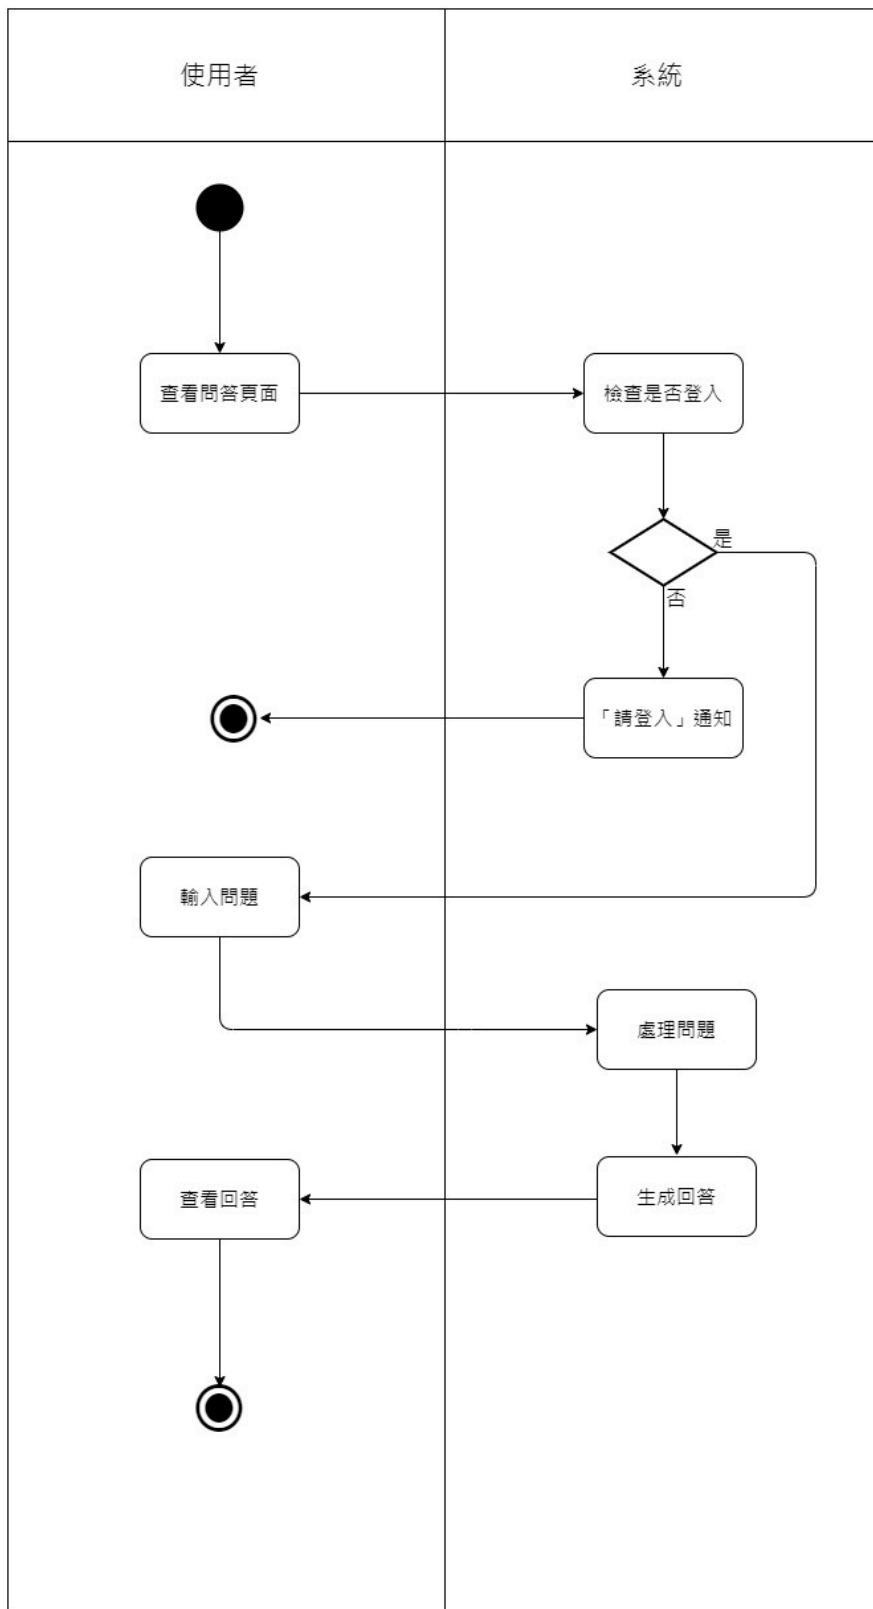 使用者
系統
查看問答頁面
檢查是否登入
是
否
「請登入」通知
輸入問題
處理問題
查看回答
生成回答